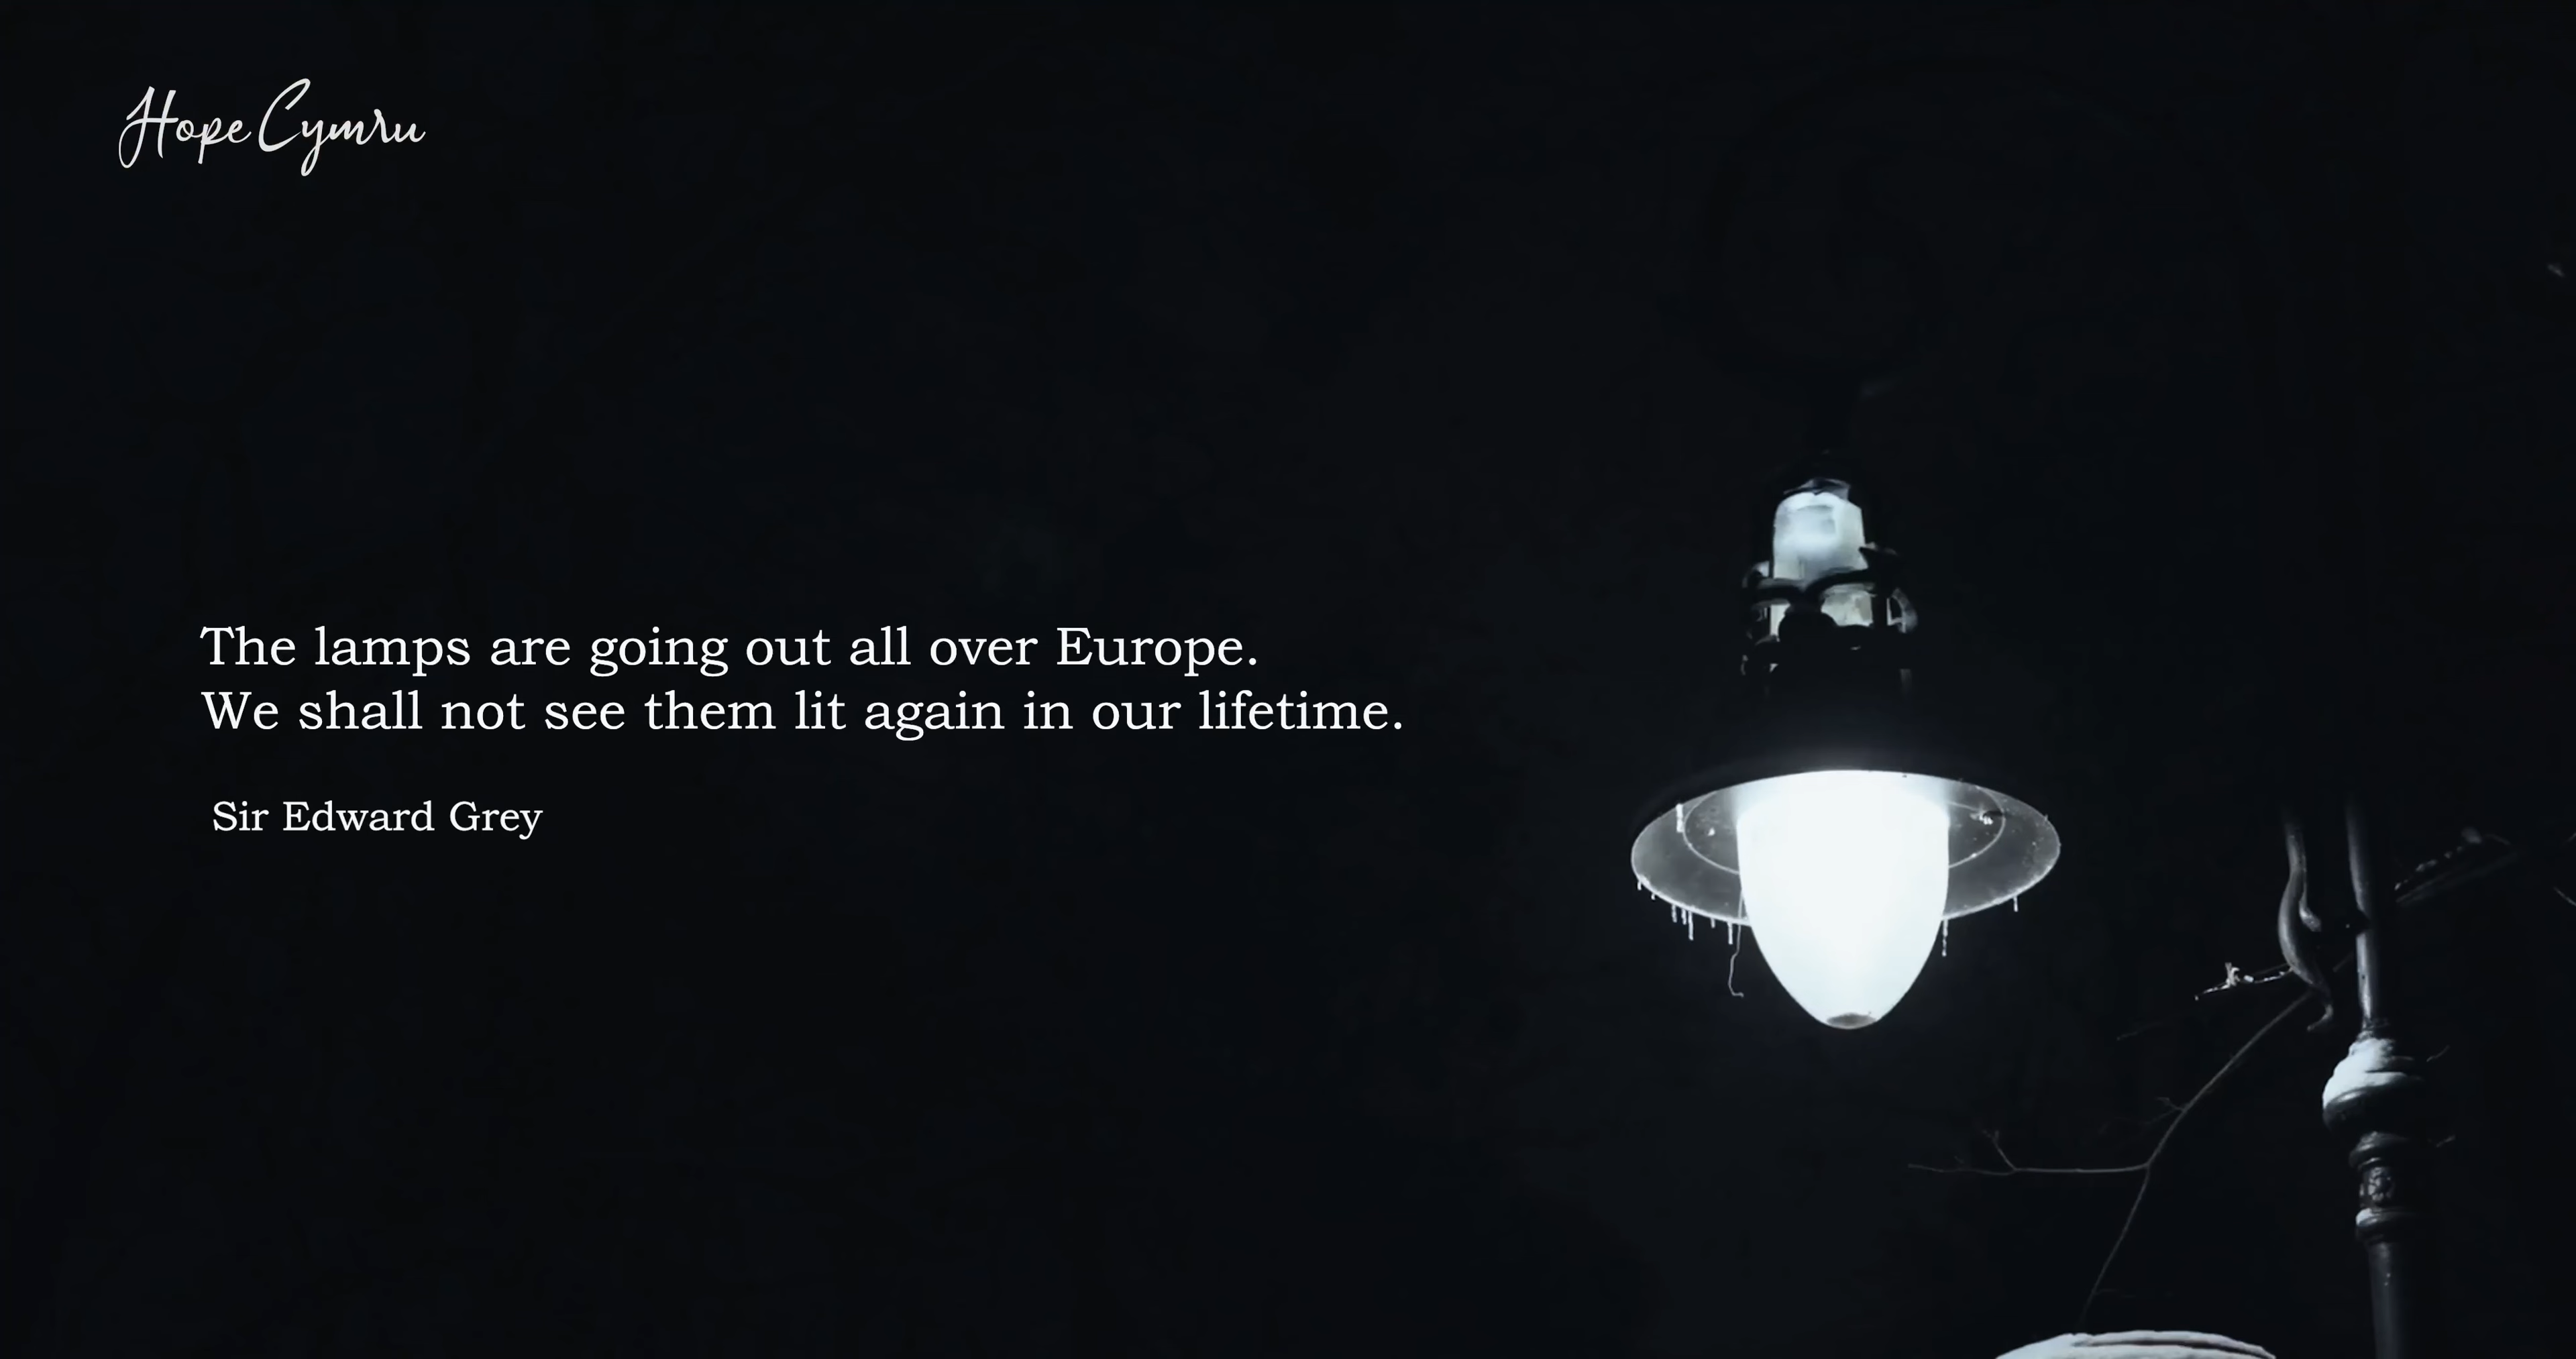 Hope Cymru
The lamps are going out all over Europe.
We shall not see them lit again in our lifetime.
Sir Edward Grey